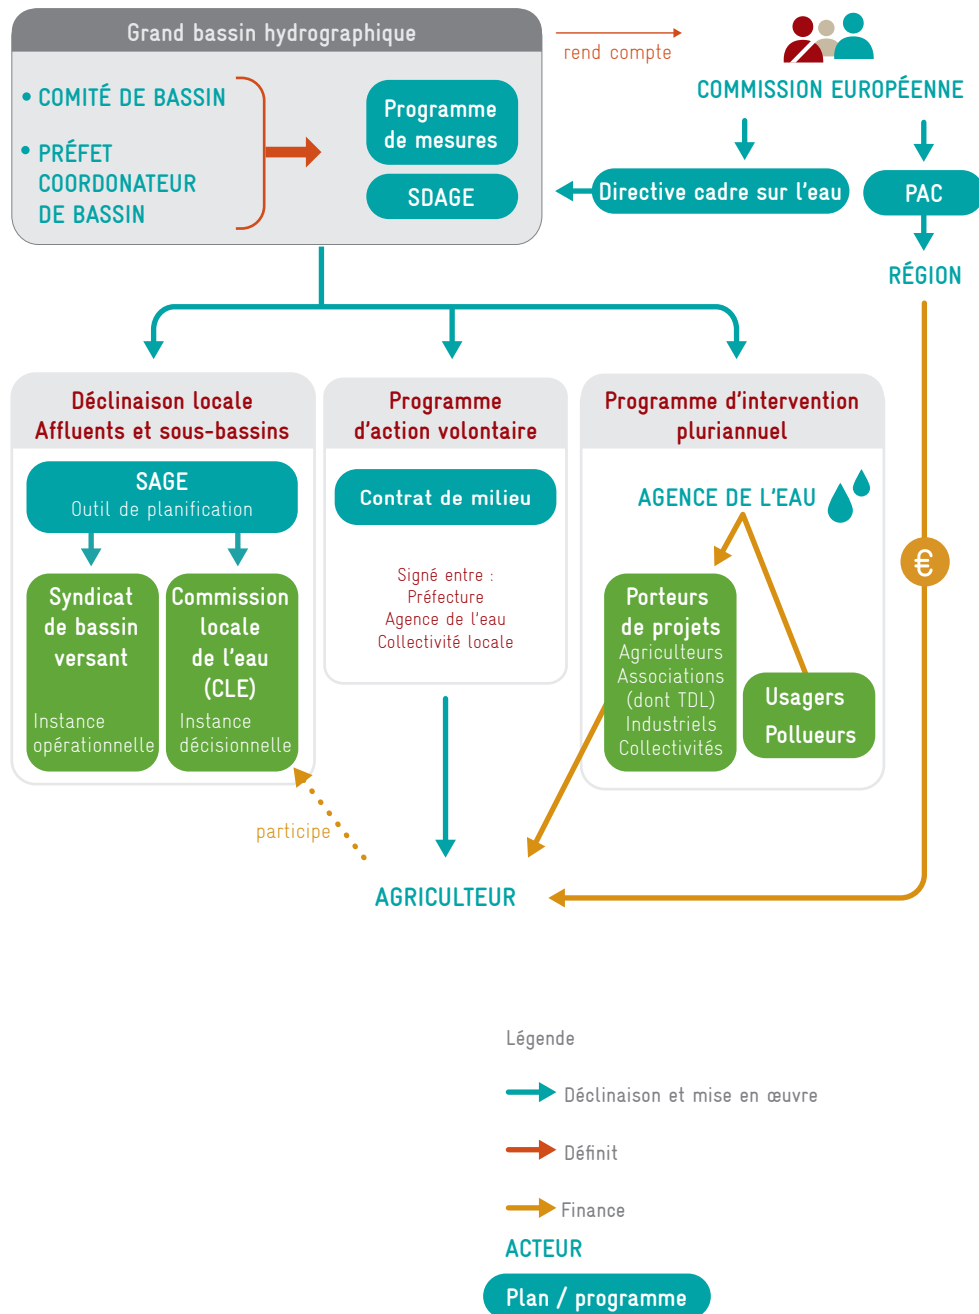 Grand bassin hydrographique
rend compte
COMMISSION EUROPÉENNE
• COMITÉ DE BASSIN
• PRÉFET
COORDONATEUR
DE BASSIN
Programme
de mesures
SDAGE
Directive cadre sur l'eau
PAC
RÉGION
Déclinaison locale
Affluents et sous-bassins
SAGE
Outil de planification
Syndicat
de bassin
versant
Instance
opérationnelle
Commission
locale
de l'eau
(CLE)
Instance
décisionnelle
Programme
d'action volontaire
Contrat de milieu
Signé entre :
Préfecture
Agence de l'eau
Collectivité locale
Programme d'intervention
pluriannuel
AGENCE DE L'EAU
Porteurs
de projets
Agriculteurs
Associations
(dont TDL)
Industriels
Collectivités
Usagers
Pollueurs
€
participe
AGRICULTEUR
Légende
Déclinaison et mise en œuvre
Définit
Finance
ACTEUR
Plan / programme